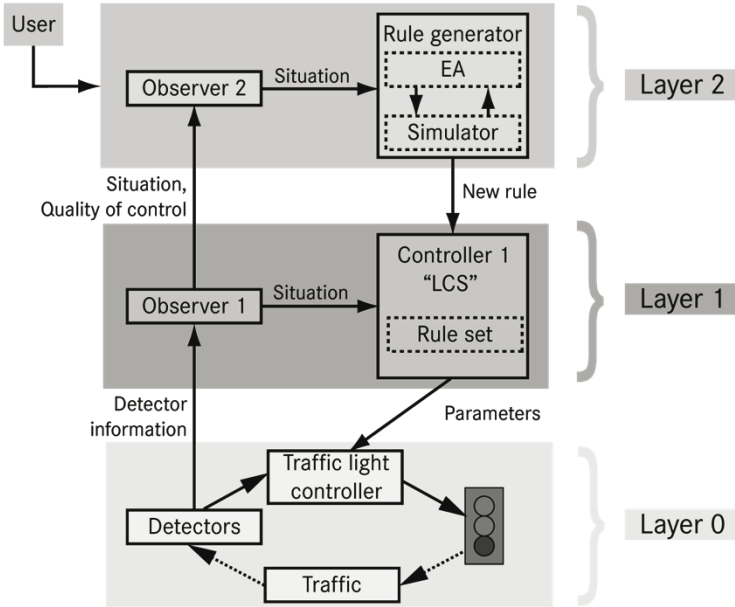 User
Rule generator
EA
Simulator
Observer 2
Situation
Layer 2
Situation,
Quality of control
New rule
Controller 1
“LCS”
Rule set
Observer 1
Situation
Layer 1
Detector
information
Parameters
Traffic light
controller
Detectors
Traffic
Layer 0